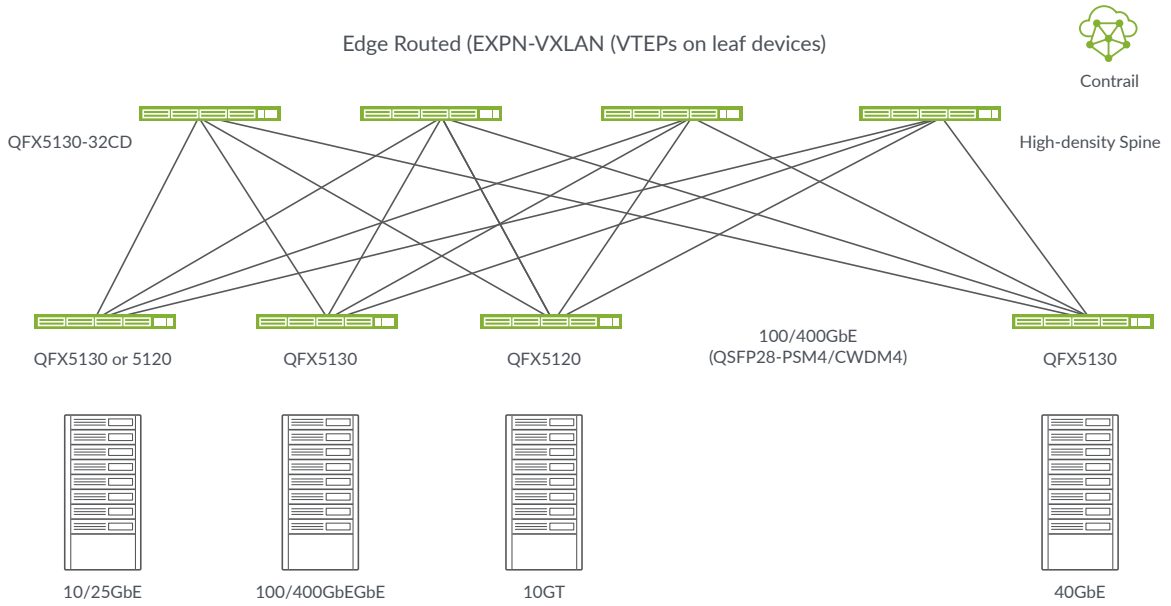 Edge Routed (EXPN-VXLAN (VTEPs on leaf devices)
Contrail
QFX5130-32CD
High-density Spine
100/400GbE
(QSFP28-PSM4/CWDM4)
QFX5130 or 5120
QFX5130
QFX5120
QFX5130
10/25GbE
100/400GbEGbE
10GT
40GbE